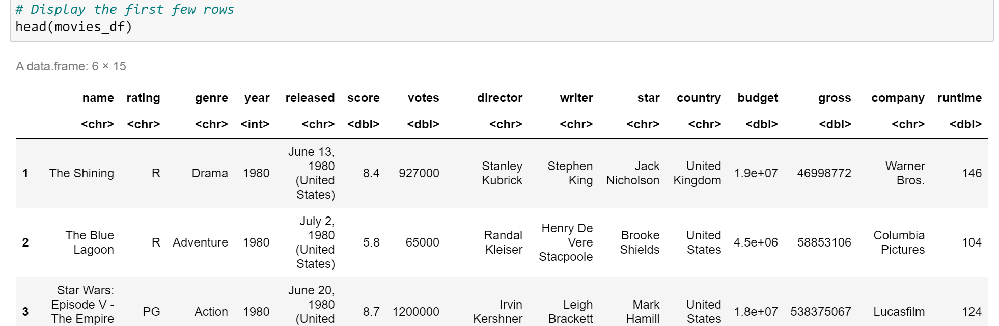 # Display the first few rows
head(movies_df)
A data.frame: 6 × 15
name rating genre year released score votes director writer star country budget gross company runtime
<chr> <chr> <chr> <int> <chr> <dbl> <dbl> <chr> <chr> <chr> <chr> <dbl> <dbl> <chr> <dbl>
1 The Shining R Drama 1980 June 13, 1980 (United States) 8.4 927000 Stanley Kubrick Stephen King Jack Nicholson United Kingdom 1.9e+07 46998772 Warner Bros. 146
2 The Blue Lagoon R Adventure 1980 July 2, 1980 (United States) 5.8 65000 Randal Kleiser Henry De Vere Stacpoole Brooke Shields United States 4.5e+06 58853106 Columbia Pictures 104
3 Star Wars: Episode V - The Empire PG Action 1980 June 20, 1980 (United 8.7 1200000 Irvin Kershner Leigh Brackett Mark Hamill United States 1.8e+07 538375067 Lucasfilm 124